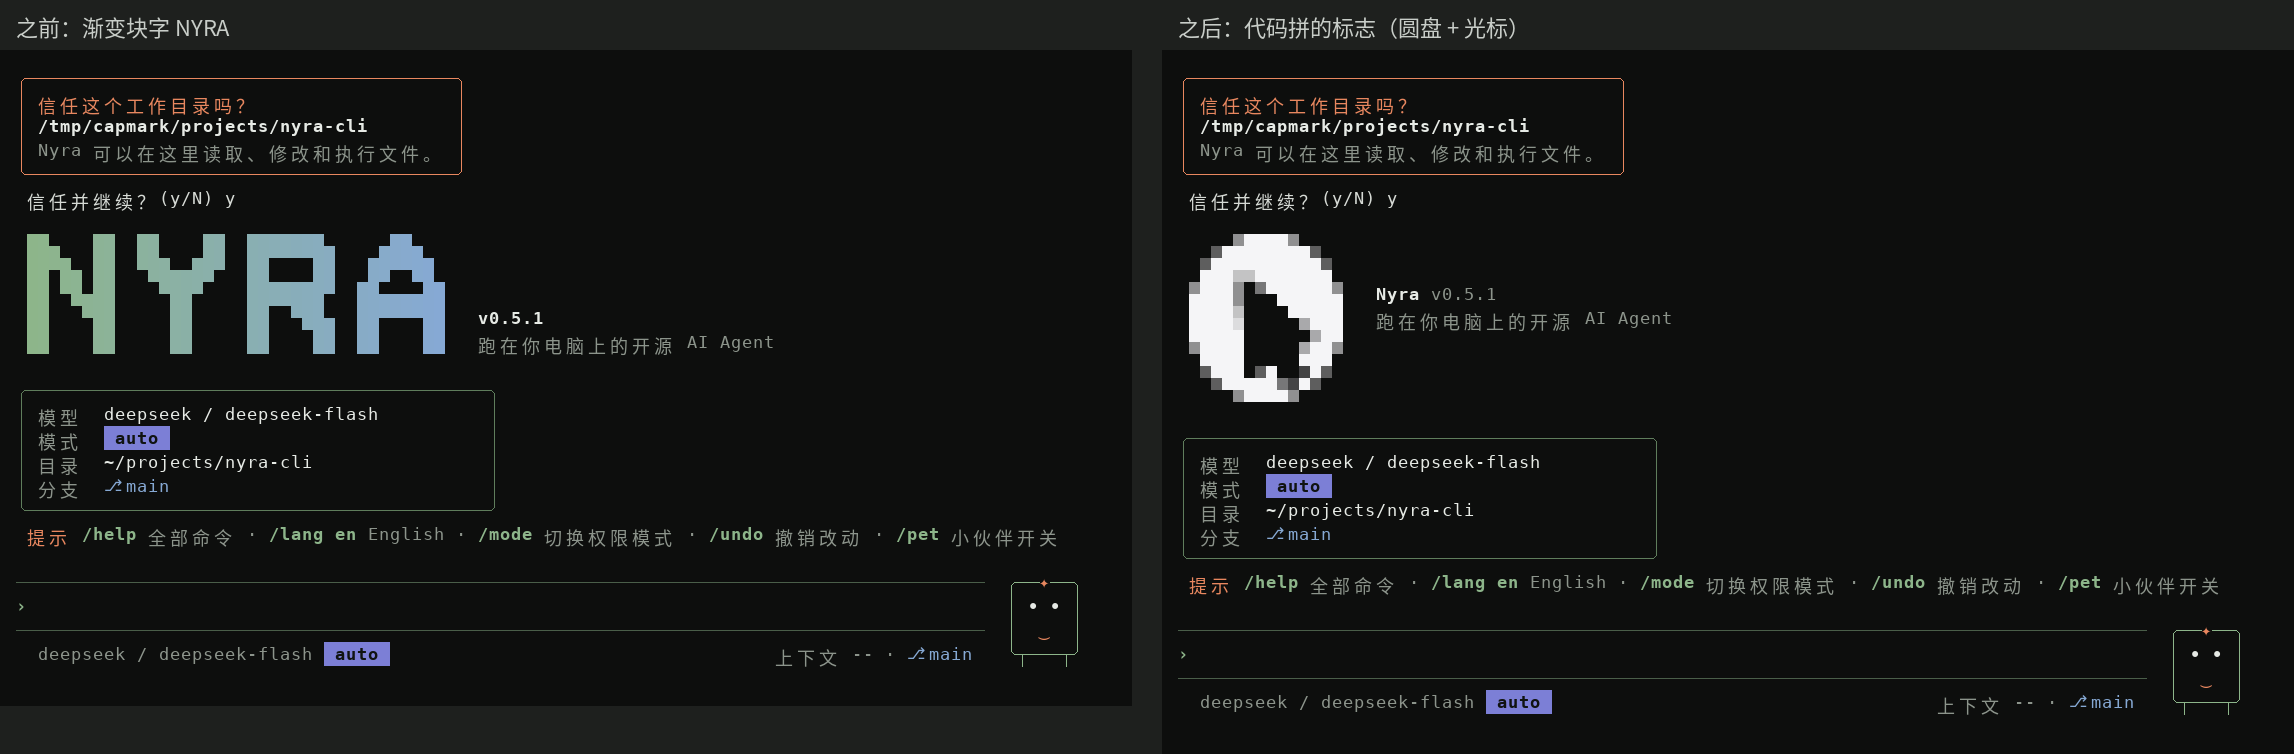 之前：渐变块字 NYRA
信任这个工作目录吗？
/tmp/capmark/projects/nyra-cli
Nyra 可以在这里读取、修改和执行文件。
信任并继续？ (y/N) y
NYRA
v0.5.1
跑在你电脑上的开源 AI Agent
模型 deepseek / deepseek-flash
模式 auto
目录 ~/projects/nyra-cli
分支 ⎇ main
提示 /help 全部命令 · /lang en English · /mode 切换权限模式 · /undo 撤销改动 · /pet 小伙伴开关
›
deepseek / deepseek-flash auto 上下文 -- · ⎇ main
之后：代码拼的标志（圆盘 + 光标）
信任这个工作目录吗？
/tmp/capmark/projects/nyra-cli
Nyra 可以在这里读取、修改和执行文件。
信任并继续？ (y/N) y
Nyra v0.5.1
跑在你电脑上的开源 AI Agent
模型 deepseek / deepseek-flash
模式 auto
目录 ~/projects/nyra-cli
分支 ⎇ main
提示 /help 全部命令 · /lang en English · /mode 切换权限模式 · /undo 撤销改动 · /pet 小伙伴开关
›
deepseek / deepseek-flash auto 上下文 -- · ⎇ main